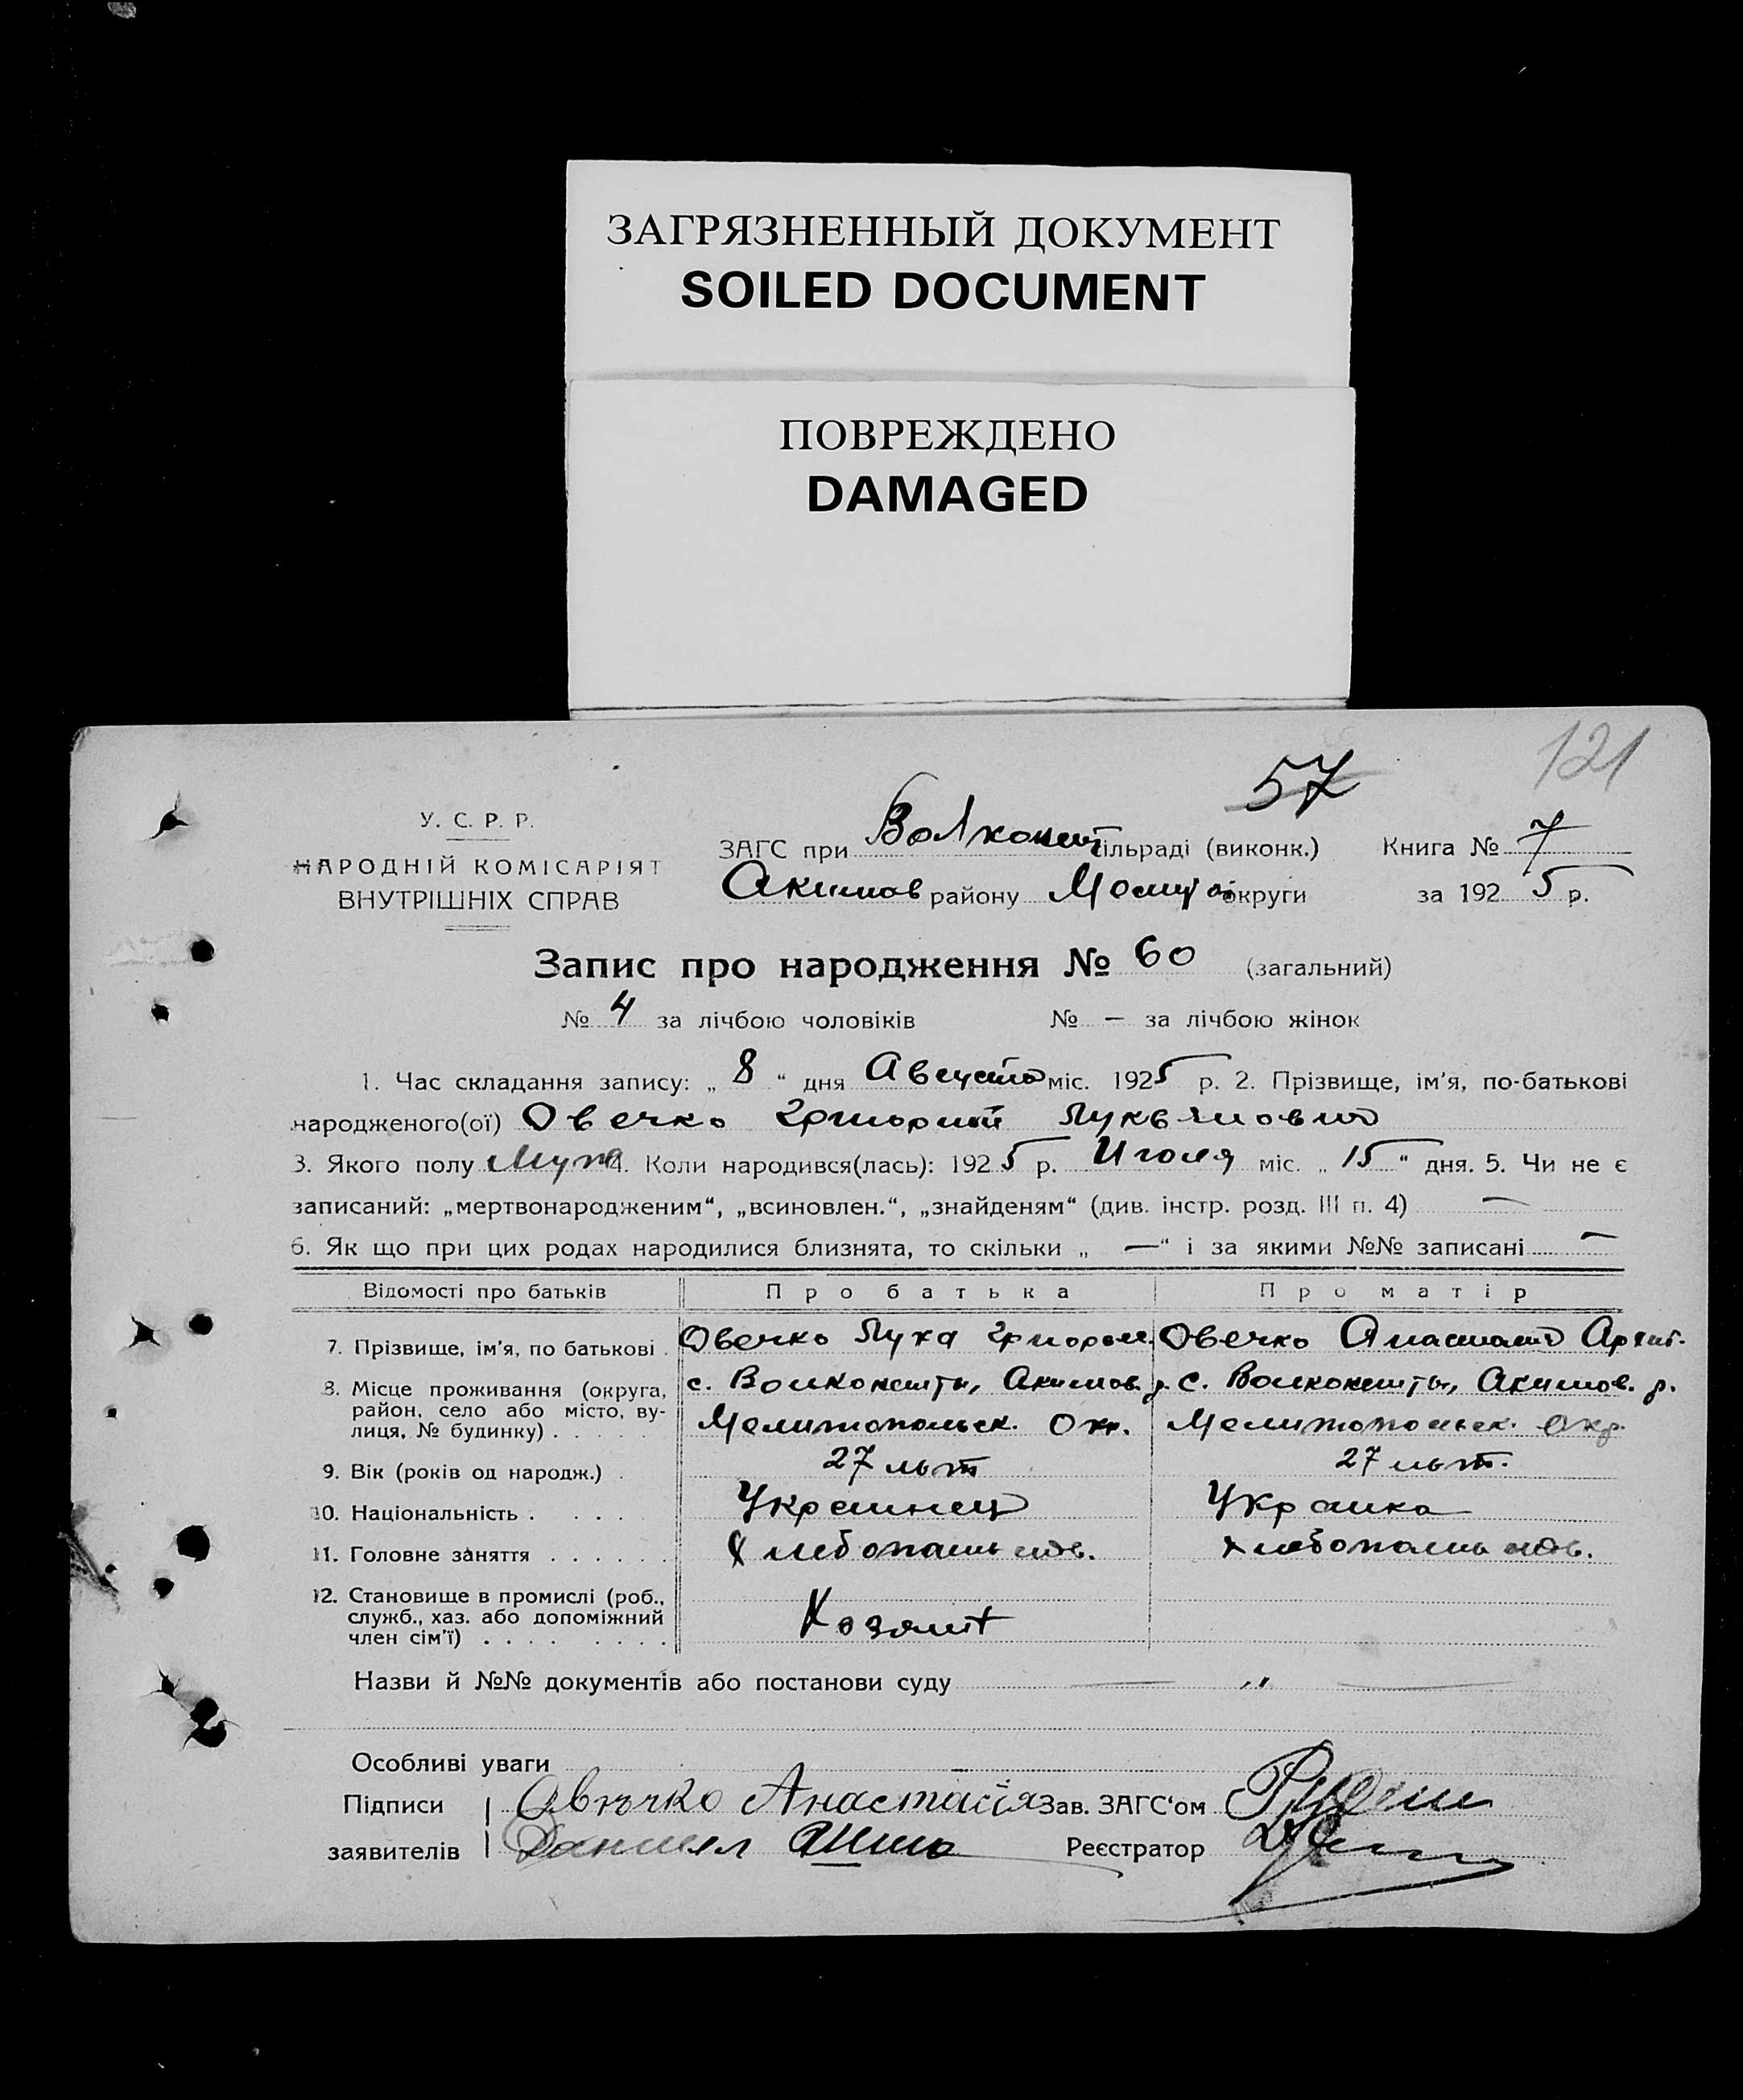 ЗАГРЯЗНЕННЫЙ ДОКУМЕНТ
SOILED DOCUMENT
ПОВРЕЖДЕНО
DAMAGED
57
121
У. С. Р. Р.
НАРОДНІЙ КОМІСАРІЯТ
ВНУТРІШНІХ СПРАВ
ЗАГС при сільраді (виконк.) Книга № 7
Акимов району округи за 1925 р.
Запис про народження № 60 (загальний)
№ 4 за лічбою чоловіків № — за лічбою жінок
1. Час складання запису: „ 8 “ дня Августа міс. 1925 р. 2. Прізвище, ім'я, по-батькові
народженого(ої) Овечко Григорий Лукьянович
3. Якого полу Муж 4. Коли народився(лась): 1925 р. Июля міс. „ 15 “ дня. 5. Чи не є
записаний: „мертвонародженим“, „всиновлен.“, „знайденям“ (див. інстр. розд. III п. 4) —
6. Як що при цих родах народилися близнята, то скільки „ —“ і за якими №№ записані —
Відомості про батьків Про батька Про матір
7. Прізвище, ім'я, по батькові . Овечко Лука Григорьев. Овечко Анастасия
8. Місце проживання (округа, с. Акимов. р. с. Акимов. р.
район, село або місто, ву-
лиця, № будинку) . . . . . Мелитопольск. Окр. Мелитопольск. Окр.
9. Вік (років од народж.) . 27 лет 27 лет.
10. Національність . . . . Украинец Украинка
11. Головне заняття . . . . . . Хлебопашество. Хлебопашество.
12. Становище в промислі (роб.,
служб., хаз. або допоміжний Хозяин
член сім'ї) . . . . . . . .
Назви й №№ документів або постанови суду — „ —
Особливі уваги
Підписи Овѣчко Анастасія Зав. ЗАГС'ом
заявителів Даниил Реєстратор